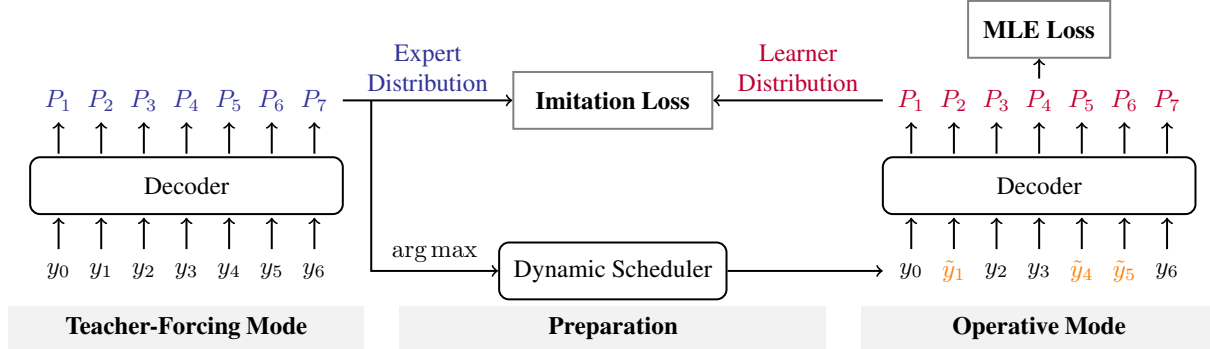 MLE Loss
Expert
Distribution
Learner
Distribution
Imitation Loss
P₁ P₂ P₃ P₄ P₅ P₆ P₇
P₁ P₂ P₃ P₄ P₅ P₆ P₇
Decoder
Decoder
arg max
y₀ y₁ y₂ y₃ y₄ y₅ y₆
Dynamic Scheduler
y₀ ỹ₁ y₂ y₃ ỹ₄ ỹ₅ y₆
Teacher-Forcing Mode
Preparation
Operative Mode